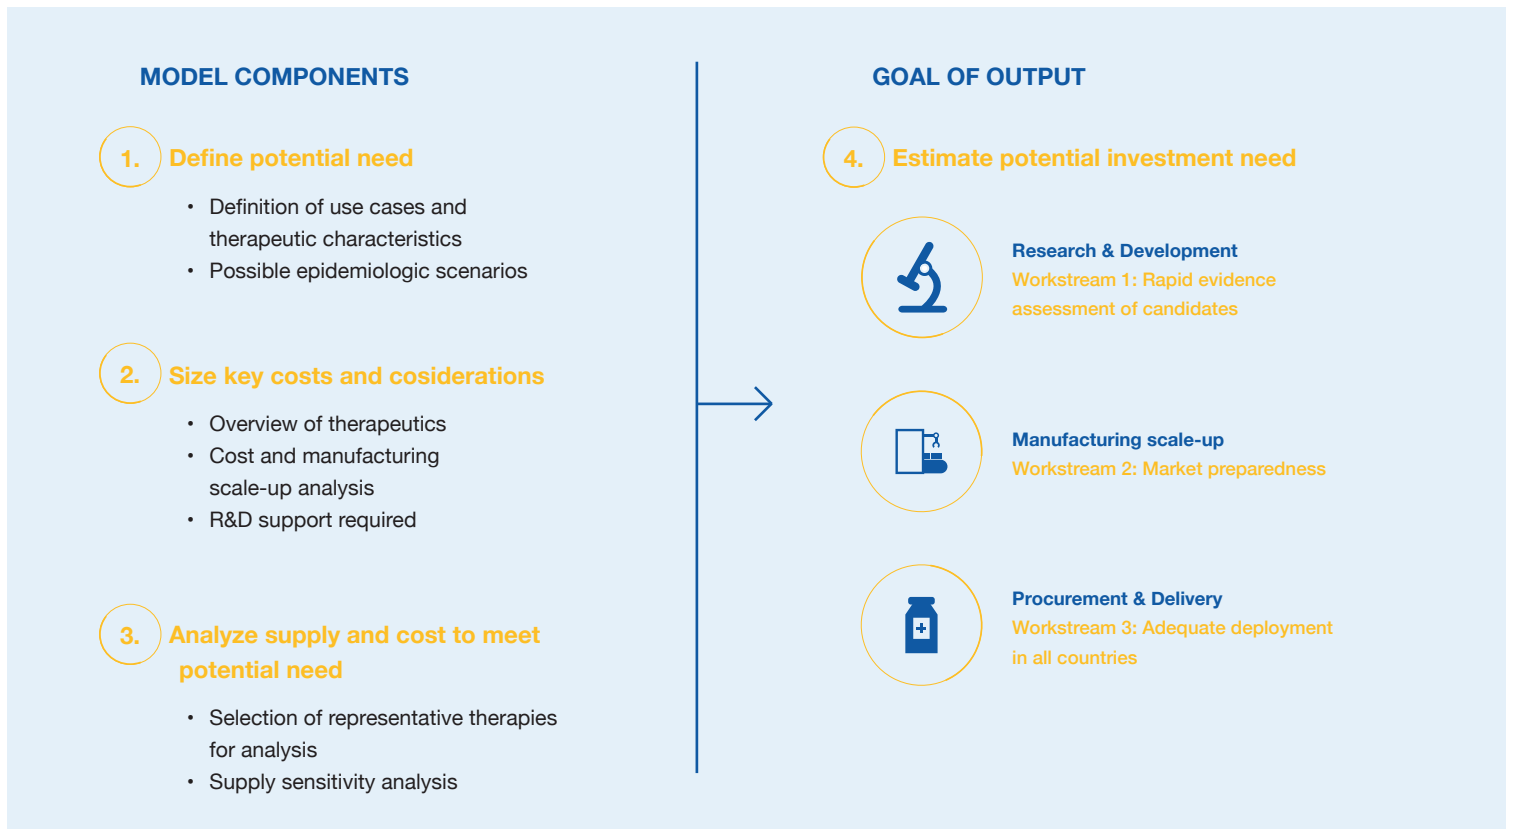 MODEL COMPONENTS
1. Define potential need
• Definition of use cases and
therapeutic characteristics
• Possible epidemiologic scenarios
2. Size key costs and cosiderations
• Overview of therapeutics
• Cost and manufacturing
scale-up analysis
• R&D support required
3. Analyze supply and cost to meet
potential need
• Selection of representative therapies
for analysis
• Supply sensitivity analysis
GOAL OF OUTPUT
4. Estimate potential investment need
Research & Development
Workstream 1: Rapid evidence
assessment of candidates
Manufacturing scale-up
Workstream 2: Market preparedness
Procurement & Delivery
Workstream 3: Adequate deployment
in all countries